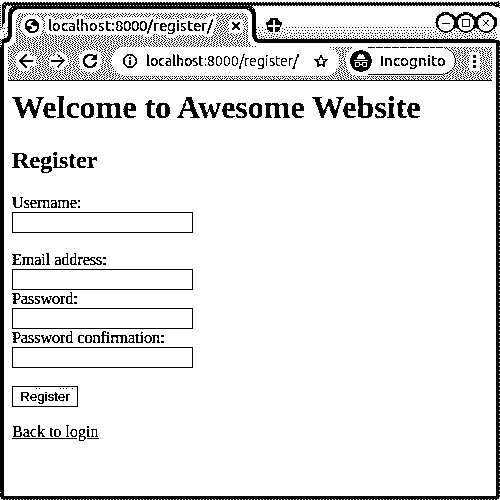 localhost:8000/register/
localhost:8000/register/ Incognito
Welcome to Awesome Website
Register
Username:
Email address:
Password:
Password confirmation:
Register
Back to login